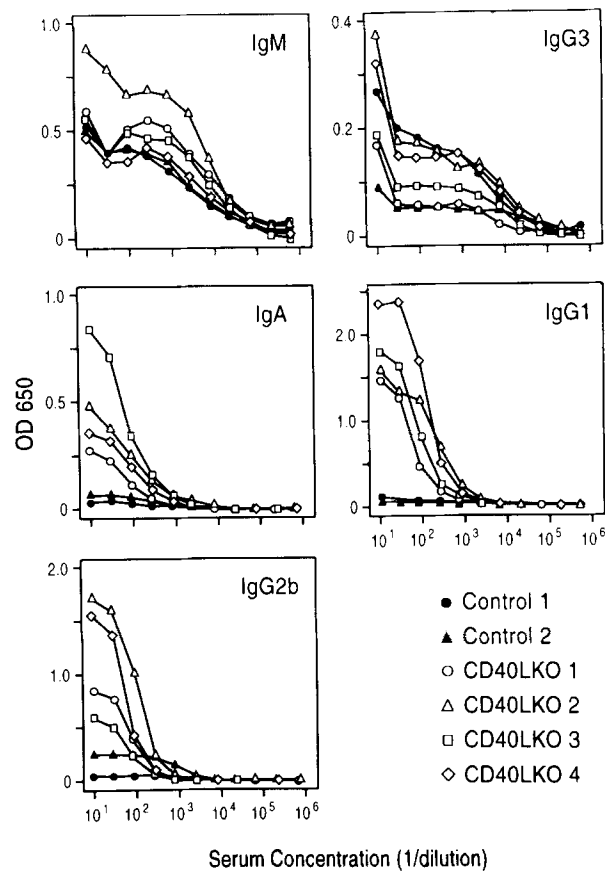 IgM
1.0
0.5
0
IgG3
0.4
0.2
0
IgA
1.0
0.5
0
IgG1
2.0
1.0
0
10¹ 10² 10³ 10⁴ 10⁵ 10⁶
IgG2b
2.0
1.0
0
10¹ 10² 10³ 10⁴ 10⁵ 10⁶
OD 650
Control 1
Control 2
CD40LKO 1
CD40LKO 2
CD40LKO 3
CD40LKO 4
Serum Concentration (1/dilution)